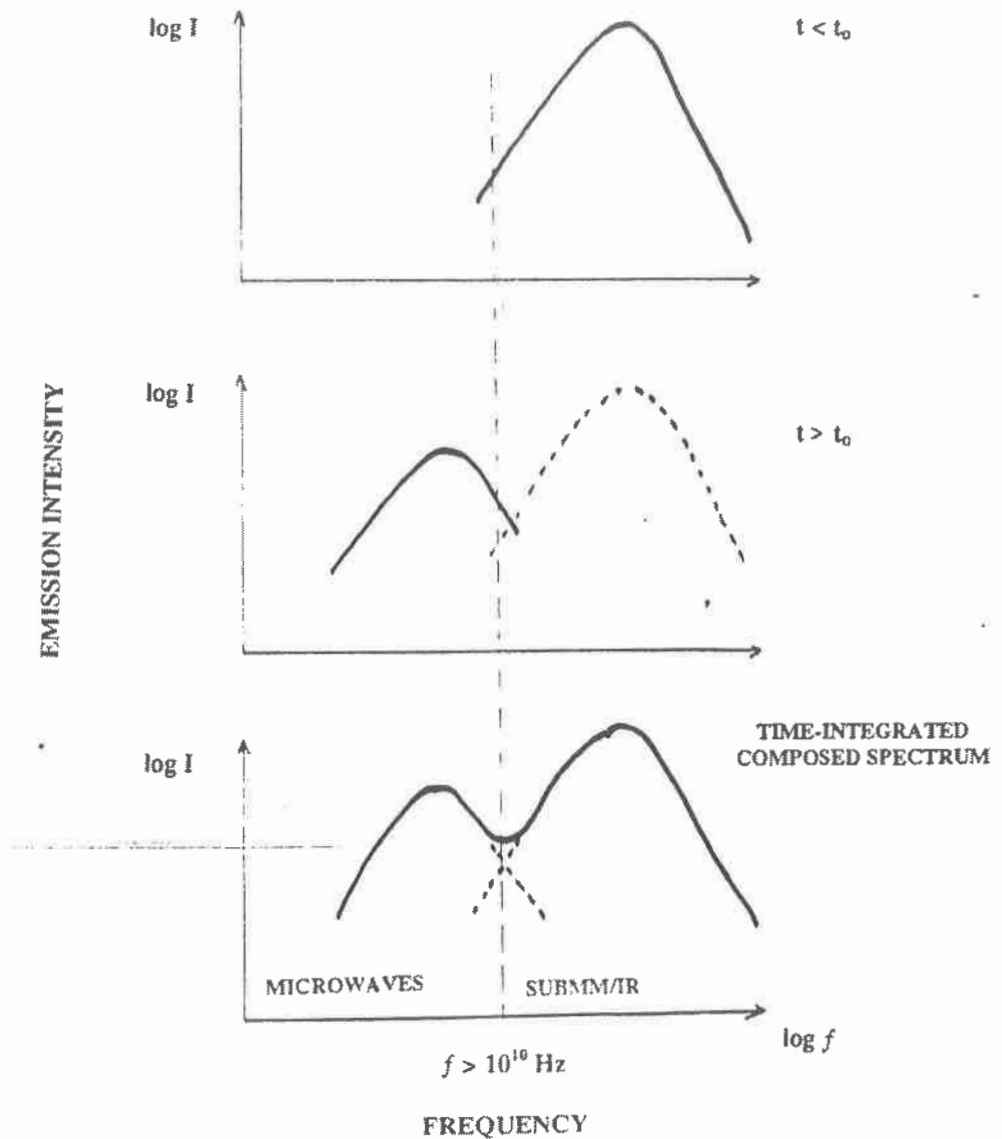 log I
t < t₀
EMISSION INTENSITY
log I
t > t₀
TIME-INTEGRATED
COMPOSED SPECTRUM
log I
MICROWAVES
SUBMM/IR
log f
f > 10¹⁰ Hz
FREQUENCY